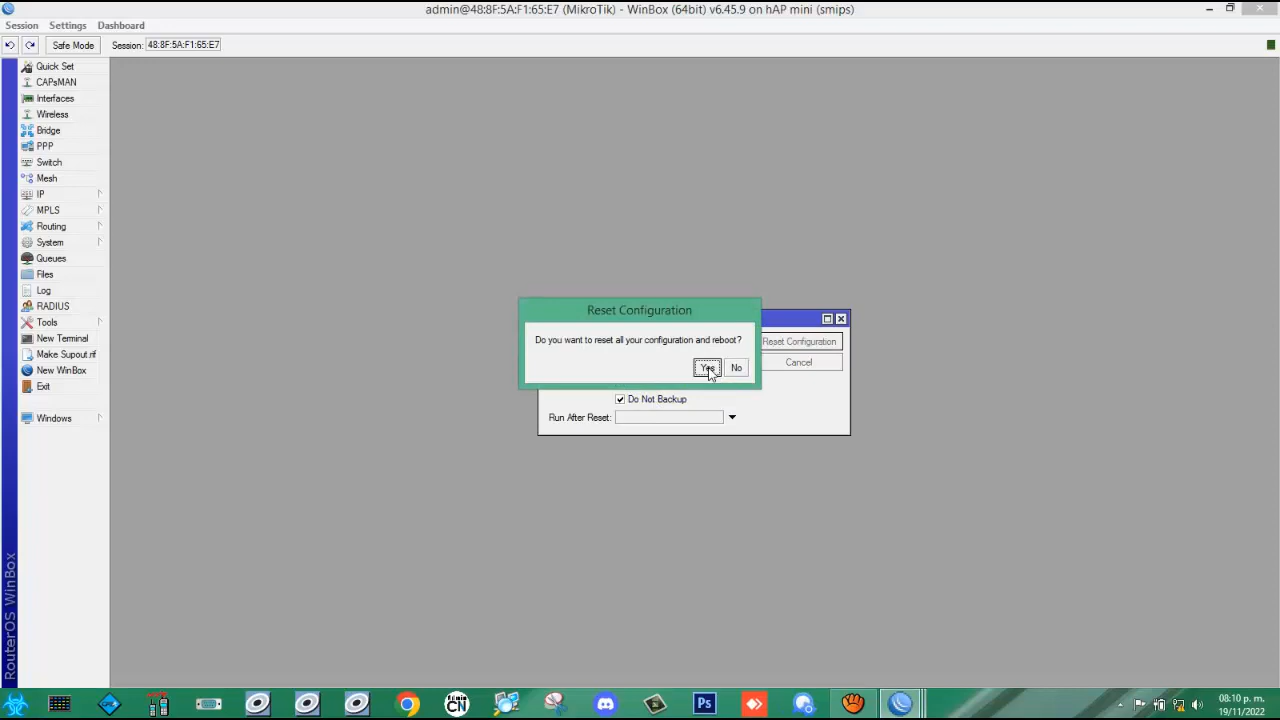 admin@48:8F:5A:F1:65:E7 (MikroTik) - WinBox (64bit) v6.45.9 on hAP mini (smips)
Session Settings Dashboard
Safe Mode Session: 48:8F:5A:F1:65:E7
Quick Set
CAPsMAN
Interfaces
Wireless
Bridge
PPP
Switch
Mesh
IP
MPLS
Routing
System
Queues
Files
Log
RADIUS
Tools
New Terminal
Make Supout.rif
New WinBox
Exit
Windows
RouterOS WinBox
Reset Configuration
Do you want to reset all your configuration and reboot?
Yes No
Reset Configuration
Cancel
Do Not Backup
Run After Reset:
Ps
08:10 p. m.
19/11/2022